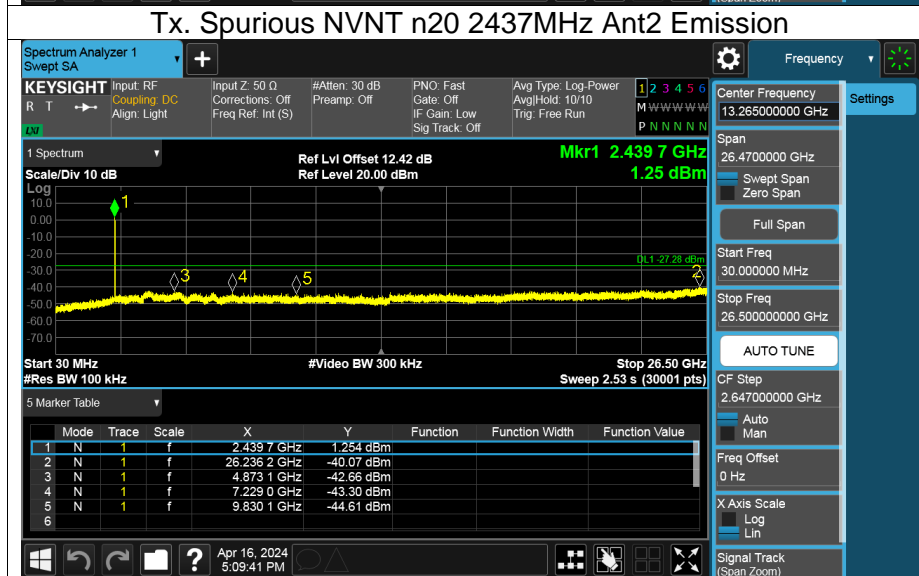 (Span Zoom)
Tx. Spurious NVNT n20 2437MHz Ant2 Emission
Spectrum Analyzer 1
Swept SA
+
Frequency
KEYSIGHT
R T
LXI
Input: RF
Coupling: DC
Align: Light
Input Z: 50 Ω
Corrections: Off
Freq Ref: Int (S)
#Atten: 30 dB
Preamp: Off
PNO: Fast
Gate: Off
IF Gain: Low
Sig Track: Off
Avg Type: Log-Power
Avg|Hold: 10/10
Trig: Free Run
1 2 3 4 5 6
M W W W W W
P N N N N N
Center Frequency
13.265000000 GHz
Settings
Span
26.4700000 GHz
Swept Span
Zero Span
Full Span
Start Freq
30.000000 MHz
Stop Freq
26.500000000 GHz
AUTO TUNE
CF Step
2.647000000 GHz
Auto
Man
Freq Offset
0 Hz
X Axis Scale
Log
Lin
Signal Track
(Span Zoom)
1 Spectrum
Scale/Div 10 dB
Ref Lvl Offset 12.42 dB
Ref Level 20.00 dBm
Mkr1 2.439 7 GHz
1.25 dBm
Log
10.0
0.00
-10.0
-20.0
-30.0
-40.0
-50.0
-60.0
-70.0
1
3
4
5
2
DL1 -27.28 dBm
Start 30 MHz
#Video BW 300 kHz
Stop 26.50 GHz
#Res BW 100 kHz
Sweep 2.53 s (30001 pts)
5 Marker Table
Mode Trace Scale X Y Function Function Width Function Value
1 N 1 f 2.439 7 GHz 1.254 dBm
2 N 1 f 26.236 2 GHz -40.07 dBm
3 N 1 f 4.873 1 GHz -42.66 dBm
4 N 1 f 7.229 0 GHz -43.30 dBm
5 N 1 f 9.830 1 GHz -44.61 dBm
6
?
Apr 16, 2024
5:09:41 PM